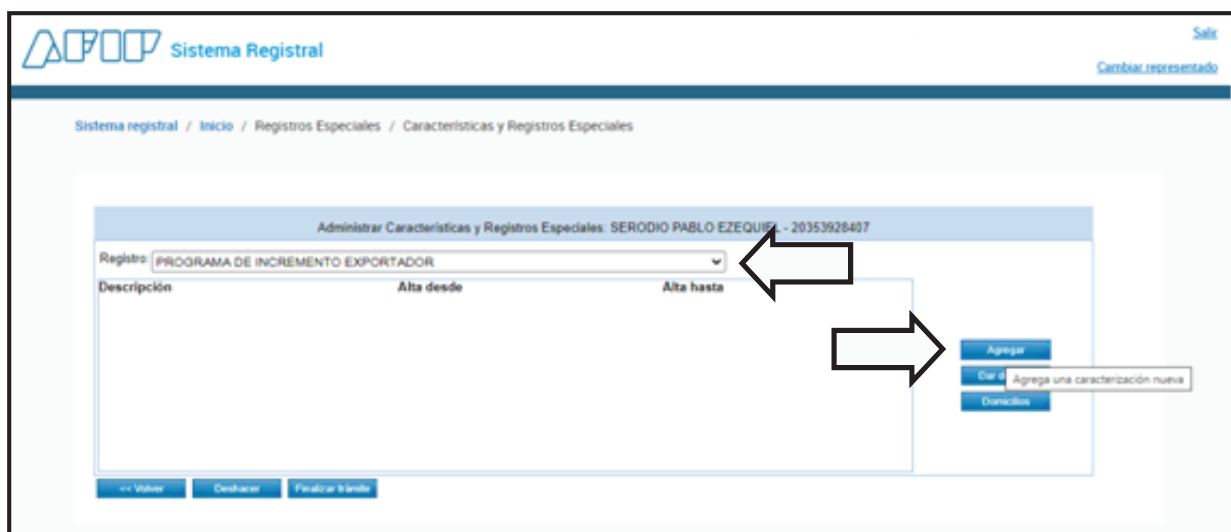 AFIP Sistema Registral
Salir
Cambiar representado
Sistema registral / Inicio / Registros Especiales / Características y Registros Especiales
Administrar Características y Registros Especiales: SERODIO PABLO EZEQUIEL - 20353928407
Registro: PROGRAMA DE INCREMENTO EXPORTADOR
Descripción Alta desde Alta hasta
Agregar
Dar d
Agrega una caracterización nueva
Domicilios
<< Volver Deshacer Finalizar trámite